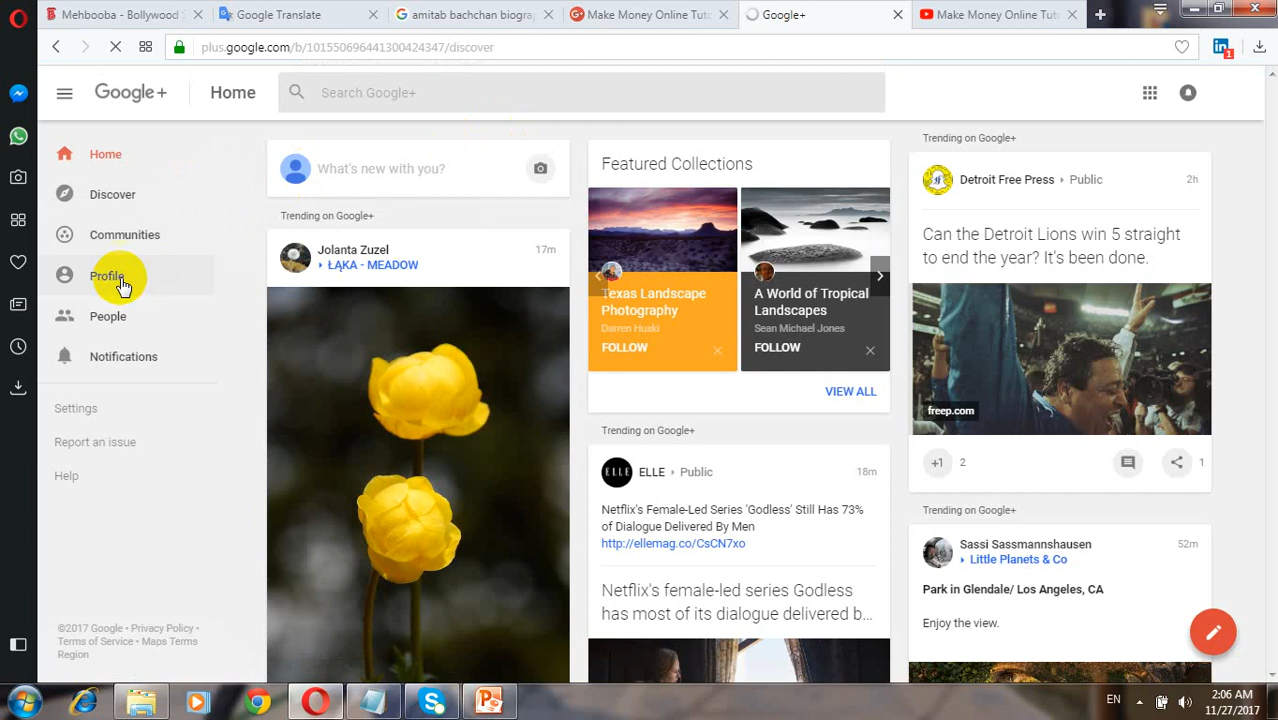 Mehbooba - Bollywood S
Google Translate
amitab bachchan biogra
Make Money Online Tut
Google+
Make Money Online Tut
plus.google.com/b/101550696441300424347/discover
1
Google+
Home
Search Google+
Home
Discover
Communities
Profile
People
Notifications
Settings
Report an issue
Help
©2017 Google • Privacy Policy •
Terms of Service • Maps Terms
Region
What's new with you?
Trending on Google+
Jolanta Zuzel
17m
ŁĄKA - MEADOW
Featured Collections
Texas Landscape
Photography
Darren Huski
FOLLOW
A World of Tropical
Landscapes
Sean Michael Jones
FOLLOW
VIEW ALL
Trending on Google+
ELLE
ELLE Public
18m
Netflix's Female-Led Series 'Godless' Still Has 73%
of Dialogue Delivered By Men
http://ellemag.co/CsCN7xo
Netflix's female-led series Godless
has most of its dialogue delivered b...
Trending on Google+
Detroit Free Press Public
2h
Can the Detroit Lions win 5 straight
to end the year? It's been done.
freep.com
+1 2
1
Trending on Google+
Sassi Sassmannshausen
52m
Little Planets & Co
Park in Glendale/ Los Angeles, CA
Enjoy the view.
EN
2:06 AM
11/27/2017